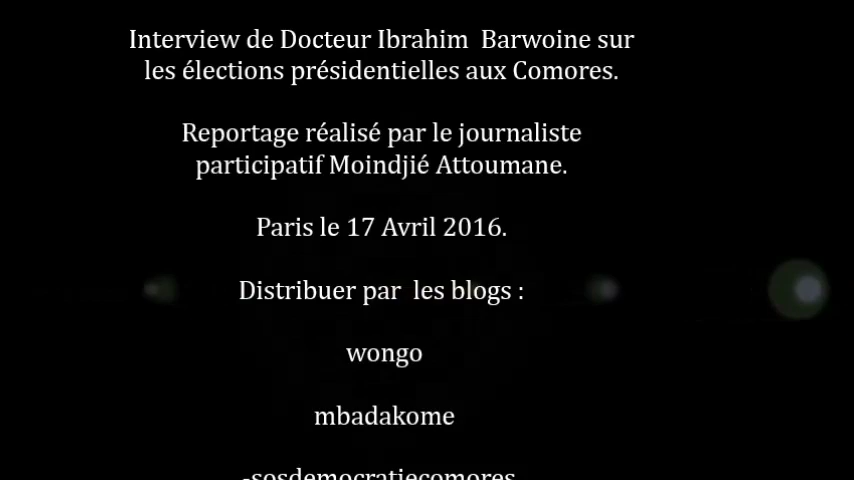 Interview de Docteur Ibrahim Barwoine sur
les élections présidentielles aux Comores.
Reportage réalisé par le journaliste
participatif Moindjié Attoumane.
Paris le 17 Avril 2016.
Distribuer par les blogs :
wongo
mbadakome
-sosdemocratiecomores